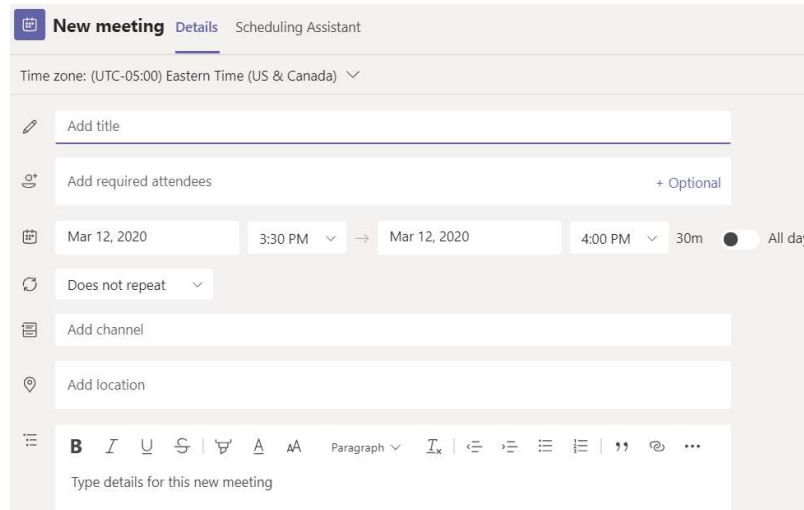 New meeting Details Scheduling Assistant
Time zone: (UTC-05:00) Eastern Time (US & Canada)
Add title
Add required attendees + Optional
Mar 12, 2020 3:30 PM → Mar 12, 2020 4:00 PM 30m All day
Does not repeat
Add channel
Add location
B I U S A AA Paragraph Tx
Type details for this new meeting